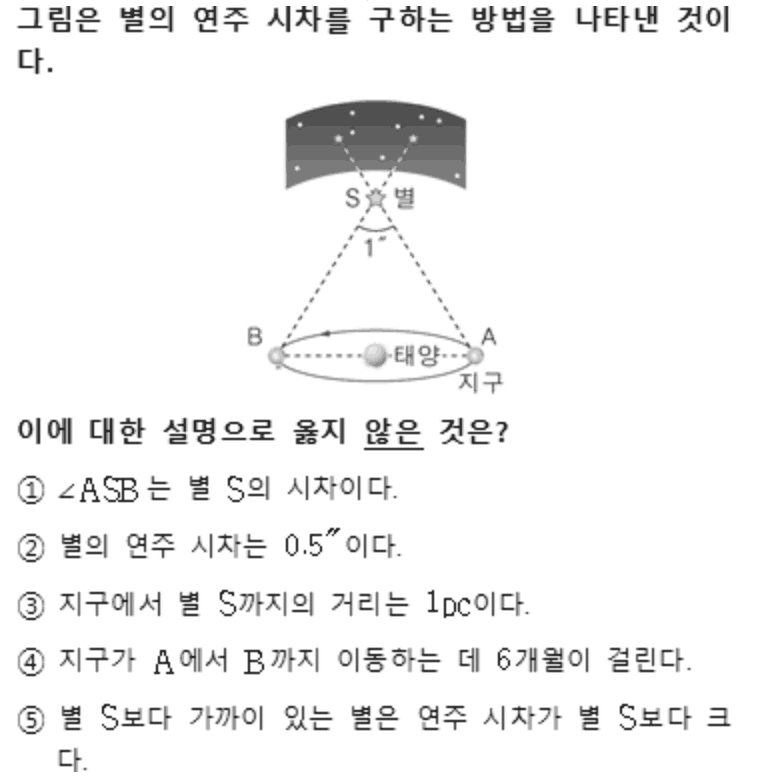 그림은 별의 연주 시차를 구하는 방법을 나타낸 것이
다.
S 별
1″
B
A
태양
지구
이에 대한 설명으로 옳지 않은 것은?
① ∠ASB는 별 S의 시차이다.
② 별의 연주 시차는 0.5″이다.
③ 지구에서 별 S까지의 거리는 1pc이다.
④ 지구가 A에서 B까지 이동하는 데 6개월이 걸린다.
⑤ 별 S보다 가까이 있는 별은 연주 시차가 별 S보다 크
다.